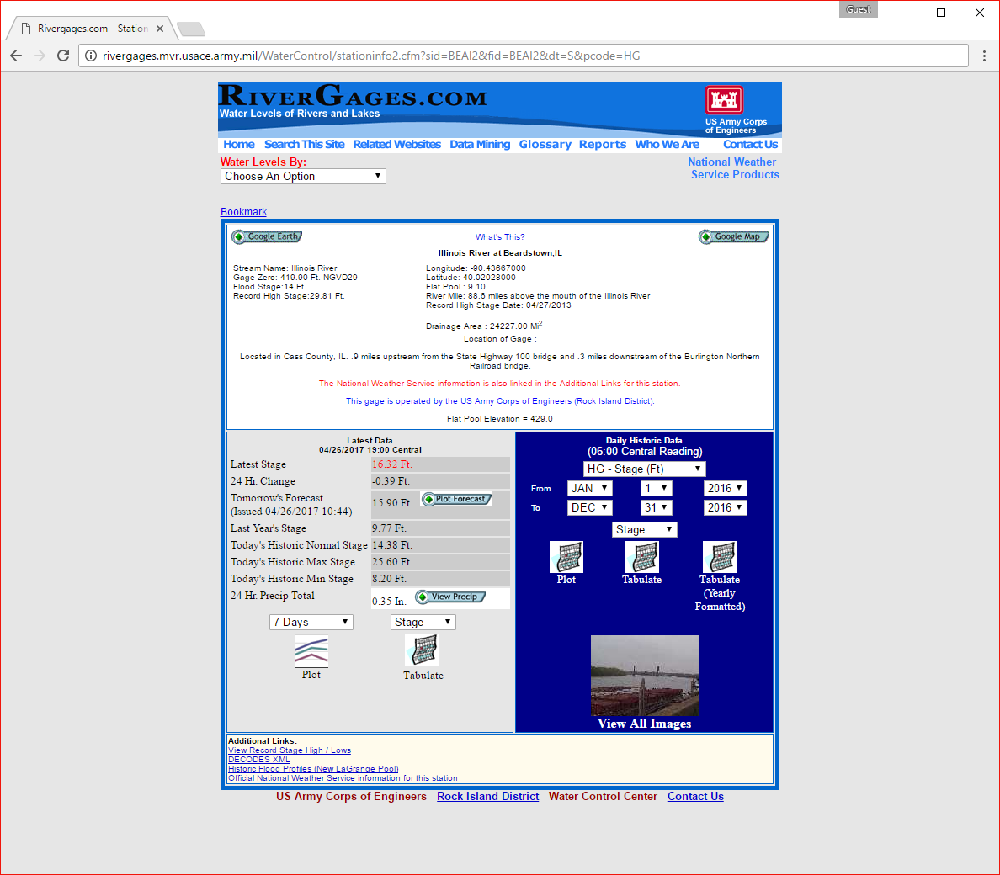 Guest
Rivergages.com - Station
rivergages.mvr.usace.army.mil/WaterControl/stationinfo2.cfm?sid=BEAI2&fid=BEAI2&dt=S&pcode=HG
RIVERGAGES.COM
Water Levels of Rivers and Lakes
US Army Corps
of Engineers
Home Search This Site Related Websites Data Mining Glossary Reports Who We Are Contact Us
Water Levels By:
Choose An Option
National Weather
Service Products
Bookmark
Google Earth What's This? Google Map
Illinois River at Beardstown,IL
Stream Name: Illinois River
Gage Zero: 419.90 Ft. NGVD29
Flood Stage:14 Ft.
Record High Stage:29.81 Ft.
Longitude: -90.43667000
Latitude: 40.02028000
Flat Pool : 9.10
River Mile: 88.6 miles above the mouth of the Illinois River
Record High Stage Date: 04/27/2013
Drainage Area : 24227.00 Mi2
Location of Gage :
Located in Cass County, IL. .9 miles upstream from the State Highway 100 bridge and .3 miles downstream of the Burlington Northern
Railroad bridge.
The National Weather Service information is also linked in the Additional Links for this station.
This gage is operated by the US Army Corps of Engineers (Rock Island District).
Flat Pool Elevation = 429.0
Latest Data
04/26/2017 19:00 Central
Latest Stage 16.32 Ft.
24 Hr. Change -0.39 Ft.
Tomorrow's Forecast
(Issued 04/26/2017 10:44) 15.90 Ft. Plot Forecast
Last Year's Stage 9.77 Ft.
Today's Historic Normal Stage 14.38 Ft.
Today's Historic Max Stage 25.60 Ft.
Today's Historic Min Stage 8.20 Ft.
24 Hr. Precip Total 0.35 In. View Precip
7 Days Stage
Plot Tabulate
Daily Historic Data
(06:00 Central Reading)
HG - Stage (Ft)
From JAN 1 2016
To DEC 31 2016
Stage
Plot Tabulate Tabulate
(Yearly
Formatted)
View All Images
Additional Links:
View Record Stage High / Lows
DECODES XML
Historic Flood Profiles (New LaGrange Pool)
Official National Weather Service information for this station
US Army Corps of Engineers - Rock Island District - Water Control Center - Contact Us